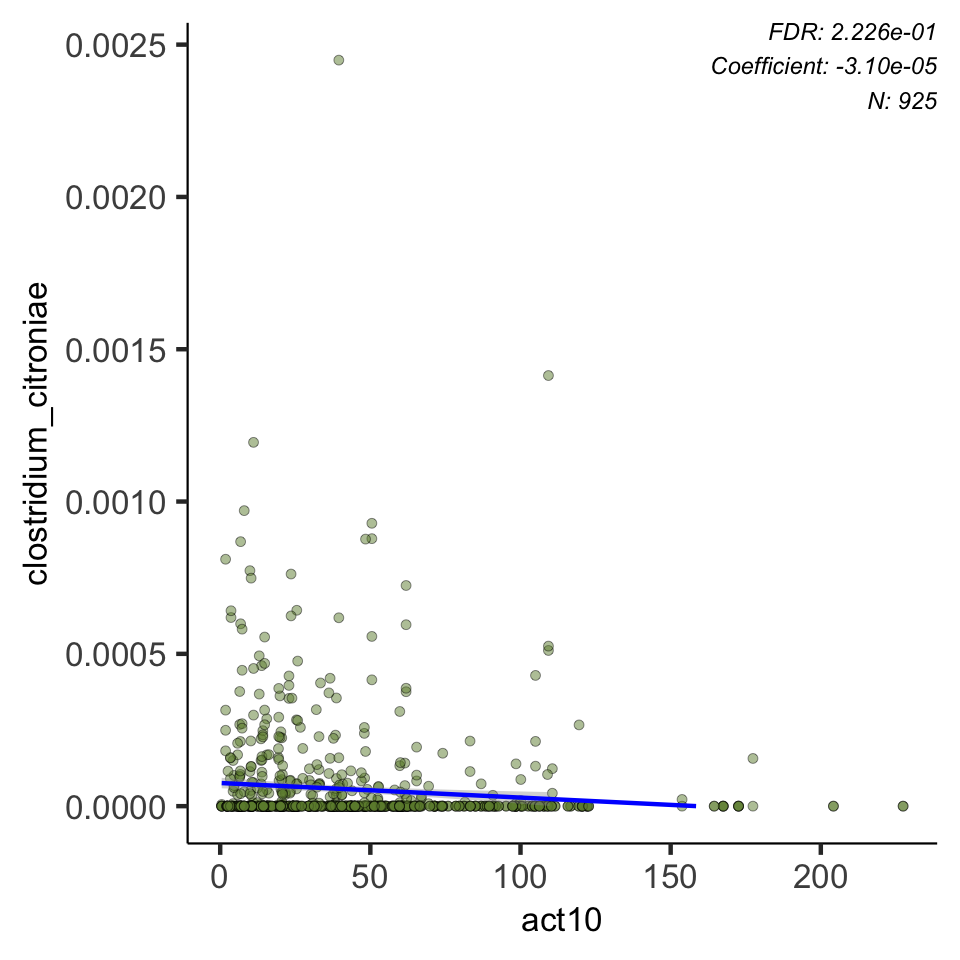 FDR: 2.226e-01
Coefficient: -3.10e-05
N: 925
0.0025
0.0020
0.0015
0.0010
0.0005
0.0000
clostridium_citroniae
0 50 100 150 200
act10